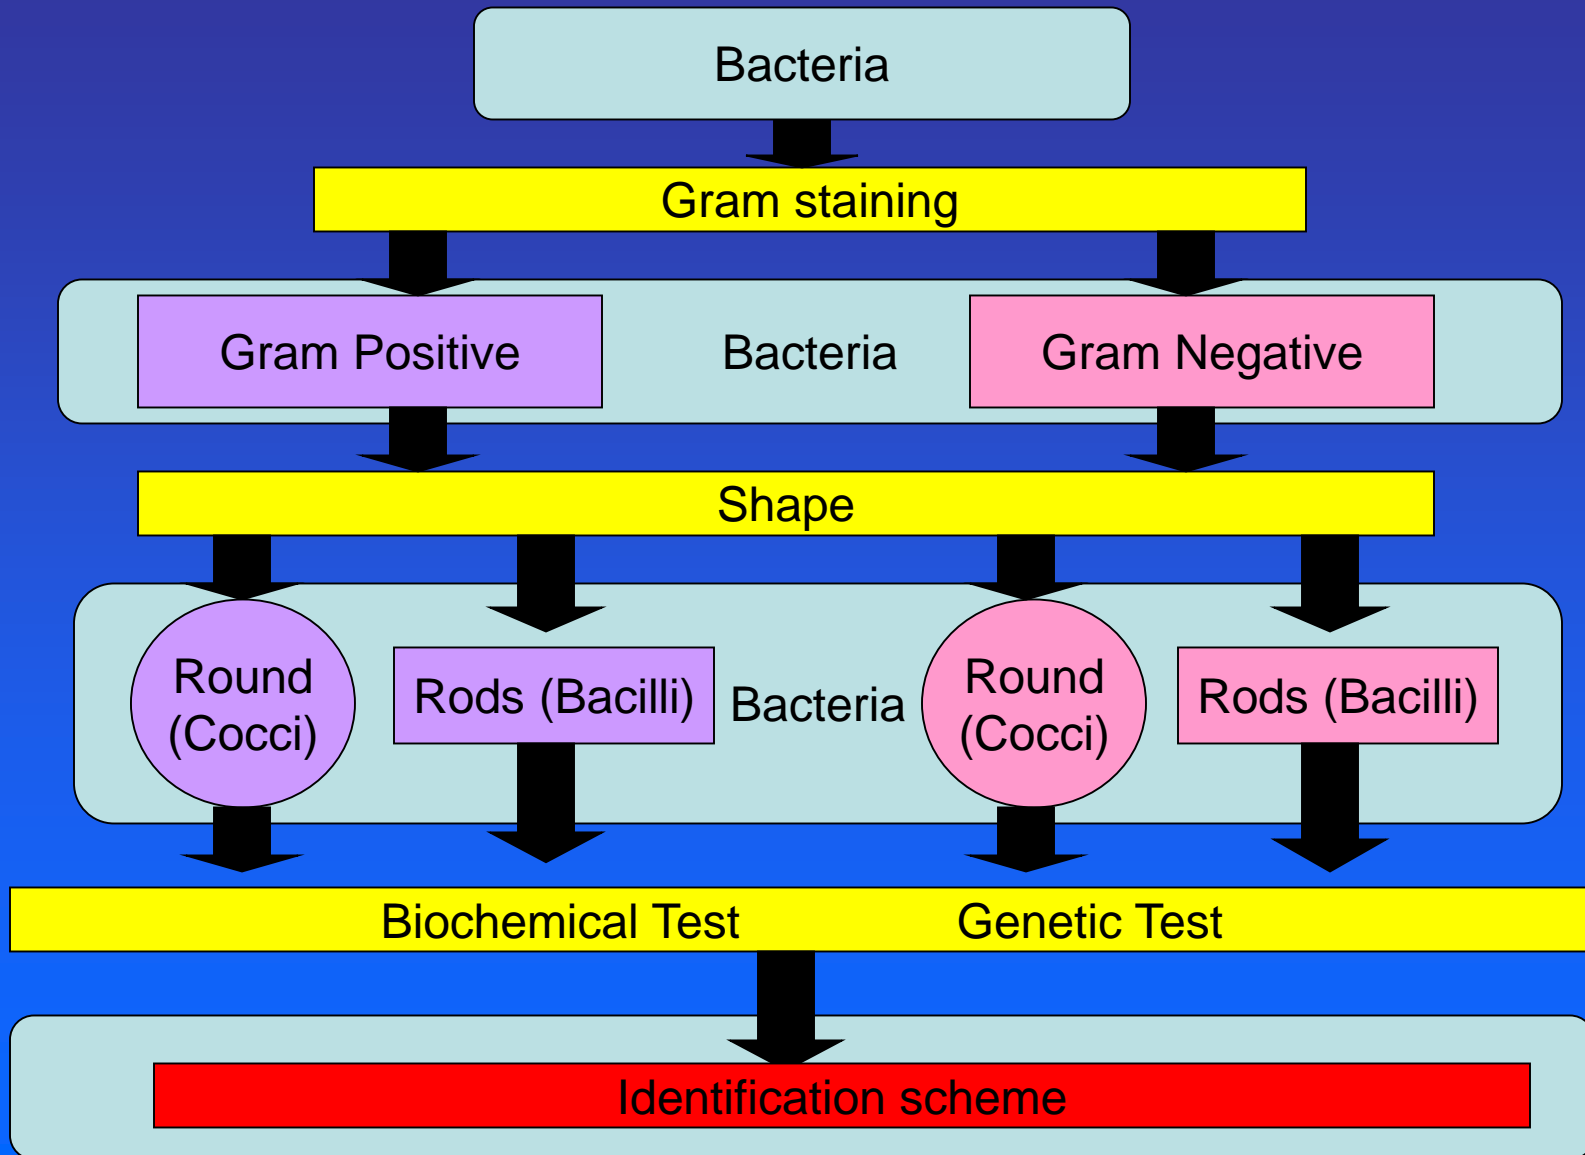 Bacteria
Gram staining
Gram Positive
Bacteria
Gram Negative
Shape
Round
(Cocci)
Rods (Bacilli)
Bacteria
Round
(Cocci)
Rods (Bacilli)
Biochemical Test
Genetic Test
Identification scheme